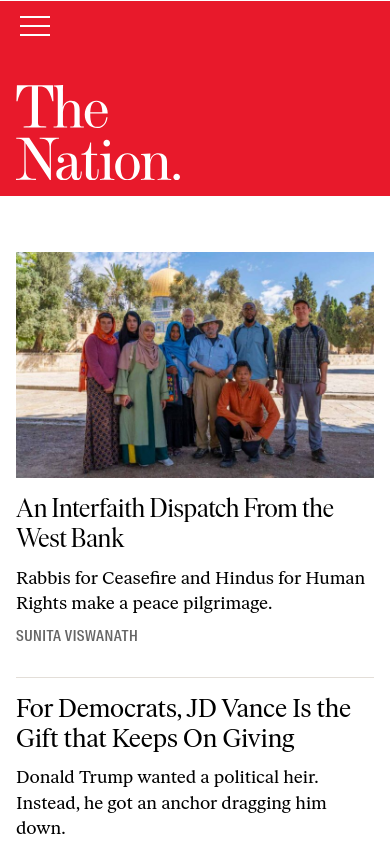 The
Nation.
An Interfaith Dispatch From the
West Bank
Rabbis for Ceasefire and Hindus for Human
Rights make a peace pilgrimage.
SUNITA VISWANATH
For Democrats, JD Vance Is the
Gift that Keeps On Giving
Donald Trump wanted a political heir.
Instead, he got an anchor dragging him
down.